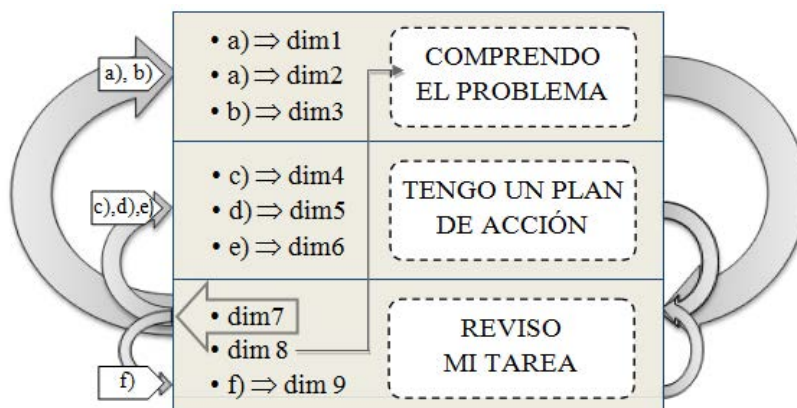 a), b)
• a) ⇒ dim1
• a) ⇒ dim2
• b) ⇒ dim3
COMPRENDO
EL PROBLEMA
c),d),e)
• c) ⇒ dim4
• d) ⇒ dim5
• e) ⇒ dim6
TENGO UN PLAN
DE ACCIÓN
f)
• dim7
• dim 8
• f) ⇒ dim 9
REVISO
MI TAREA